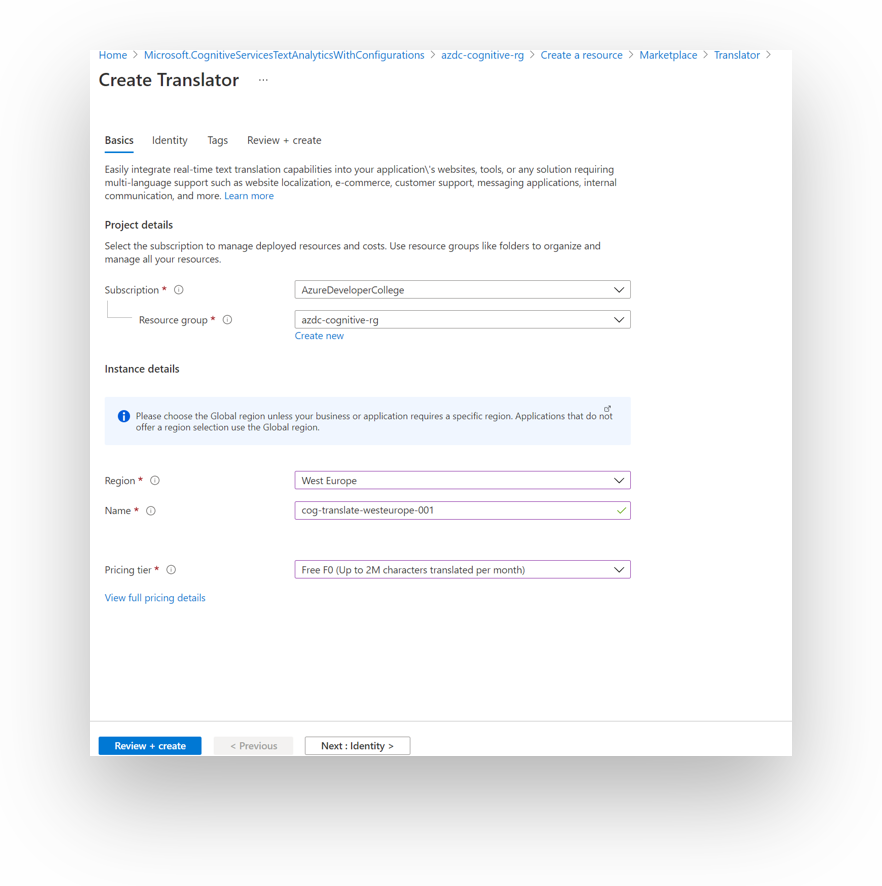 Home > Microsoft.CognitiveServicesTextAnalyticsWithConfigurations > azdc-cognitive-rg > Create a resource > Marketplace > Translator >
Create Translator ...
Basics Identity Tags Review + create
Easily integrate real-time text translation capabilities into your application\'s websites, tools, or any solution requiring
multi-language support such as website localization, e-commerce, customer support, messaging applications, internal
communication, and more. Learn more
Project details
Select the subscription to manage deployed resources and costs. Use resource groups like folders to organize and
manage all your resources.
Subscription * AzureDeveloperCollege
Resource group * azdc-cognitive-rg
Create new
Instance details
Please choose the Global region unless your business or application requires a specific region. Applications that do not
offer a region selection use the Global region.
Region * West Europe
Name * cog-translate-westeurope-001
Pricing tier * Free F0 (Up to 2M characters translated per month)
View full pricing details
Review + create < Previous Next : Identity >